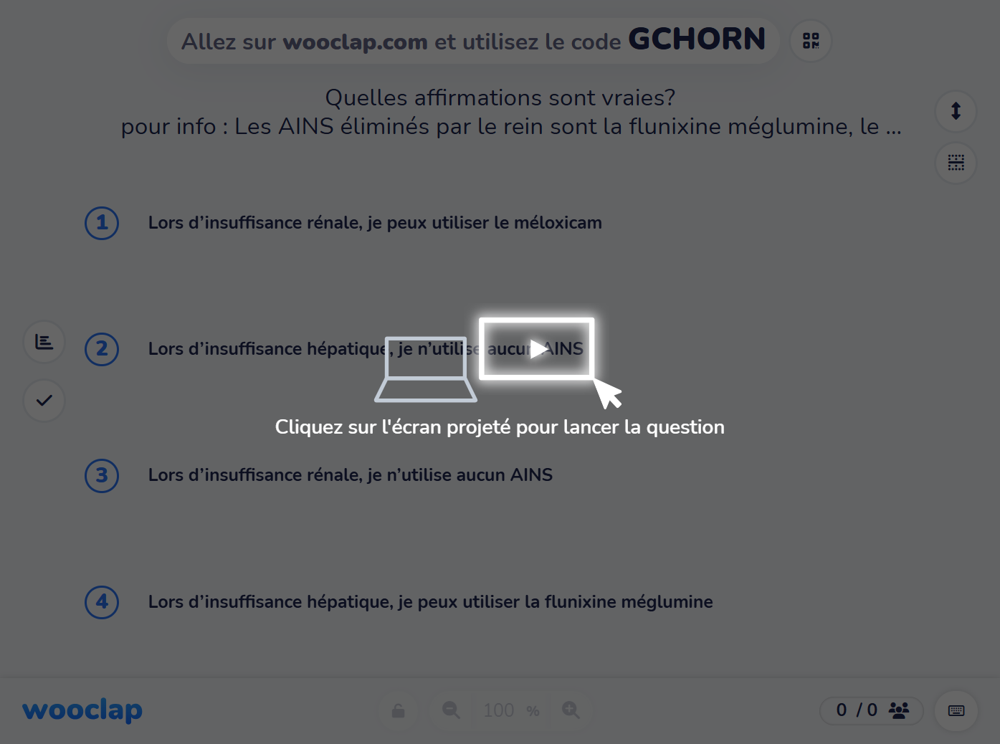 Allez sur wooclap.com et utilisez le code GCHORN
Quelles affirmations sont vraies?
pour info : Les AINS éliminés par le rein sont la flunixine méglumine, le ...
1 Lors d’insuffisance rénale, je peux utiliser le méloxicam
2 Lors d’insuffisance hépatique, je n’utilise aucun AINS
Cliquez sur l'écran projeté pour lancer la question
3 Lors d’insuffisance rénale, je n’utilise aucun AINS
4 Lors d’insuffisance hépatique, je peux utiliser la flunixine méglumine
wooclap 100 % 0 / 0